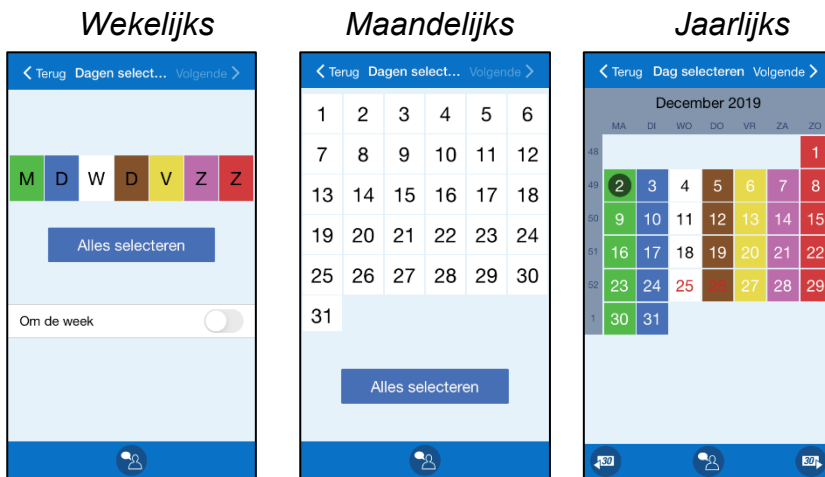 Wekelijks
Terug Dagen select... Volgende
M D W D V Z Z
Alles selecteren
Om de week
Maandelijks
Terug Dagen select... Volgende
1 2 3 4 5 6
7 8 9 10 11 12
13 14 15 16 17 18
19 20 21 22 23 24
25 26 27 28 29 30
31
Alles selecteren
Jaarlijks
Terug Dag selecteren Volgende
December 2019
MA DI WO DO VR ZA ZO
48 1
49 2 3 4 5 6 7 8
50 9 10 11 12 13 14 15
51 16 17 18 19 20 21 22
52 23 24 25 26 27 28 29
1 30 31
30 30